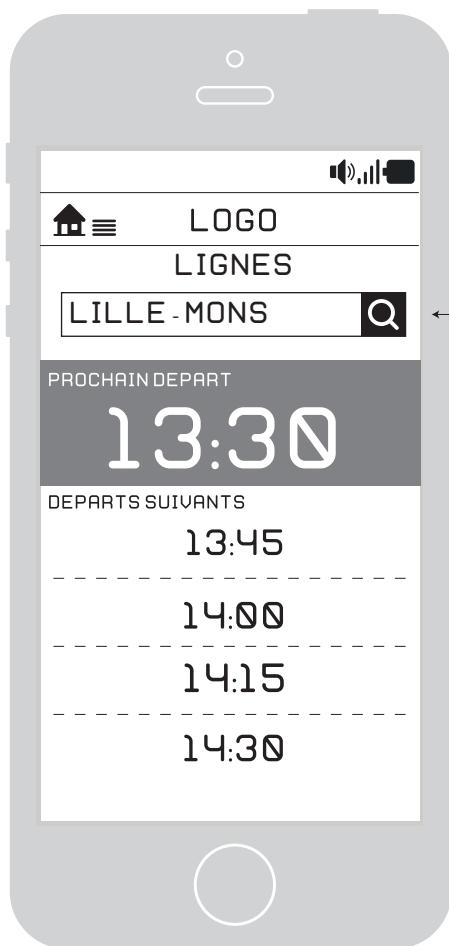 LOGO
LIGNES
LILLE - MONS
PROCHAIN DEPART
13:30
DEPARTS SUIVANTS
13:45
14:00
14:15
14:30